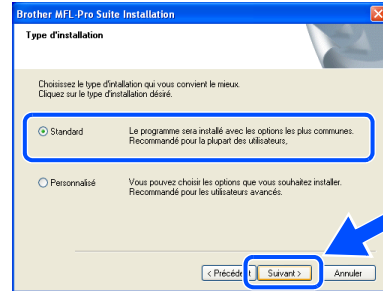 Brother MFL-Pro Suite Installation
Type d'installation
Choisissez le type d'intallation qui vous convient le mieux.
Cliquez sur le type d'installation désiré.
Standard
Le programme sera installé avec les options les plus communes.
Recommandé pour la plupart des utilisateurs,
Personnalisé
Vous pouvez choisir les options que vous souhaitez installer.
Recommandé pour les utilisateurs avancés.
< Précédent
Suivant >
Annuler